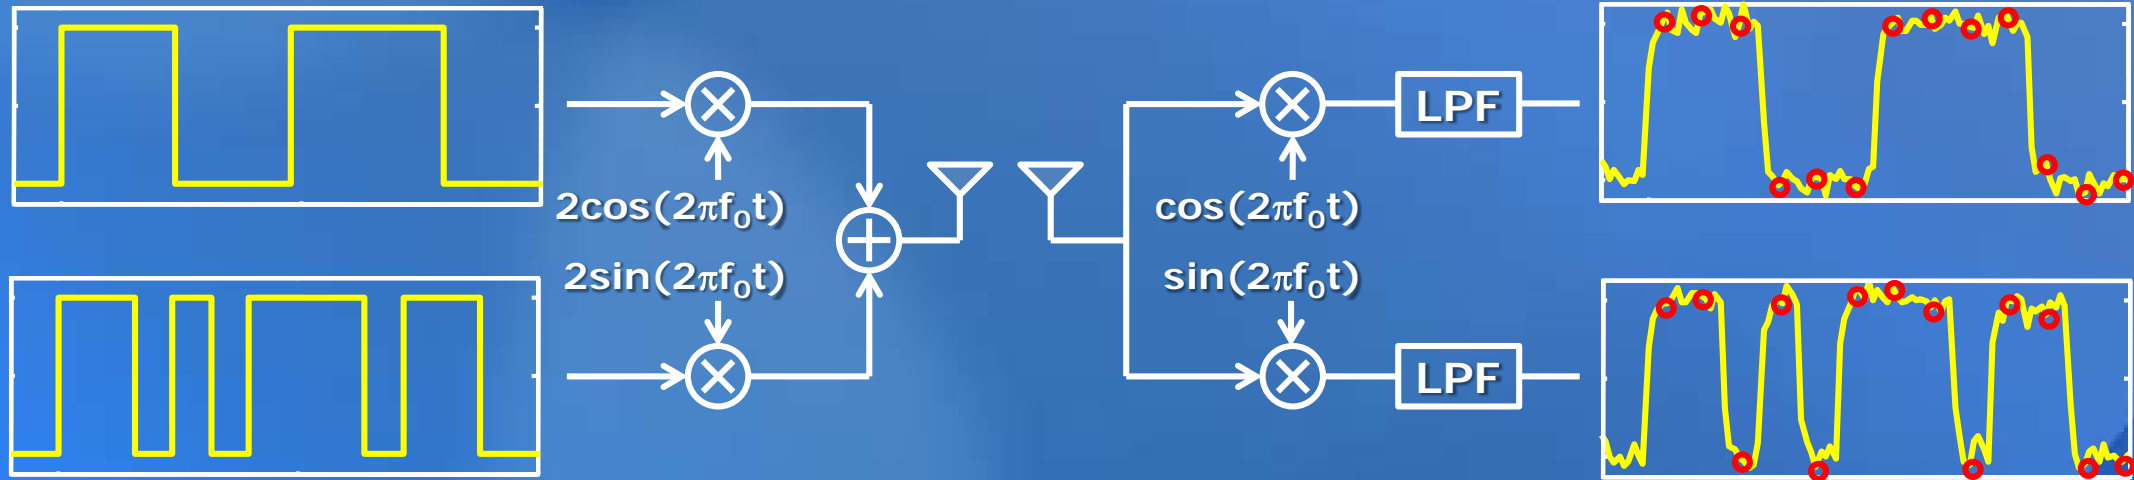 LPF
2cos(2πf₀t)
cos(2πf₀t)
2sin(2πf₀t)
sin(2πf₀t)
LPF